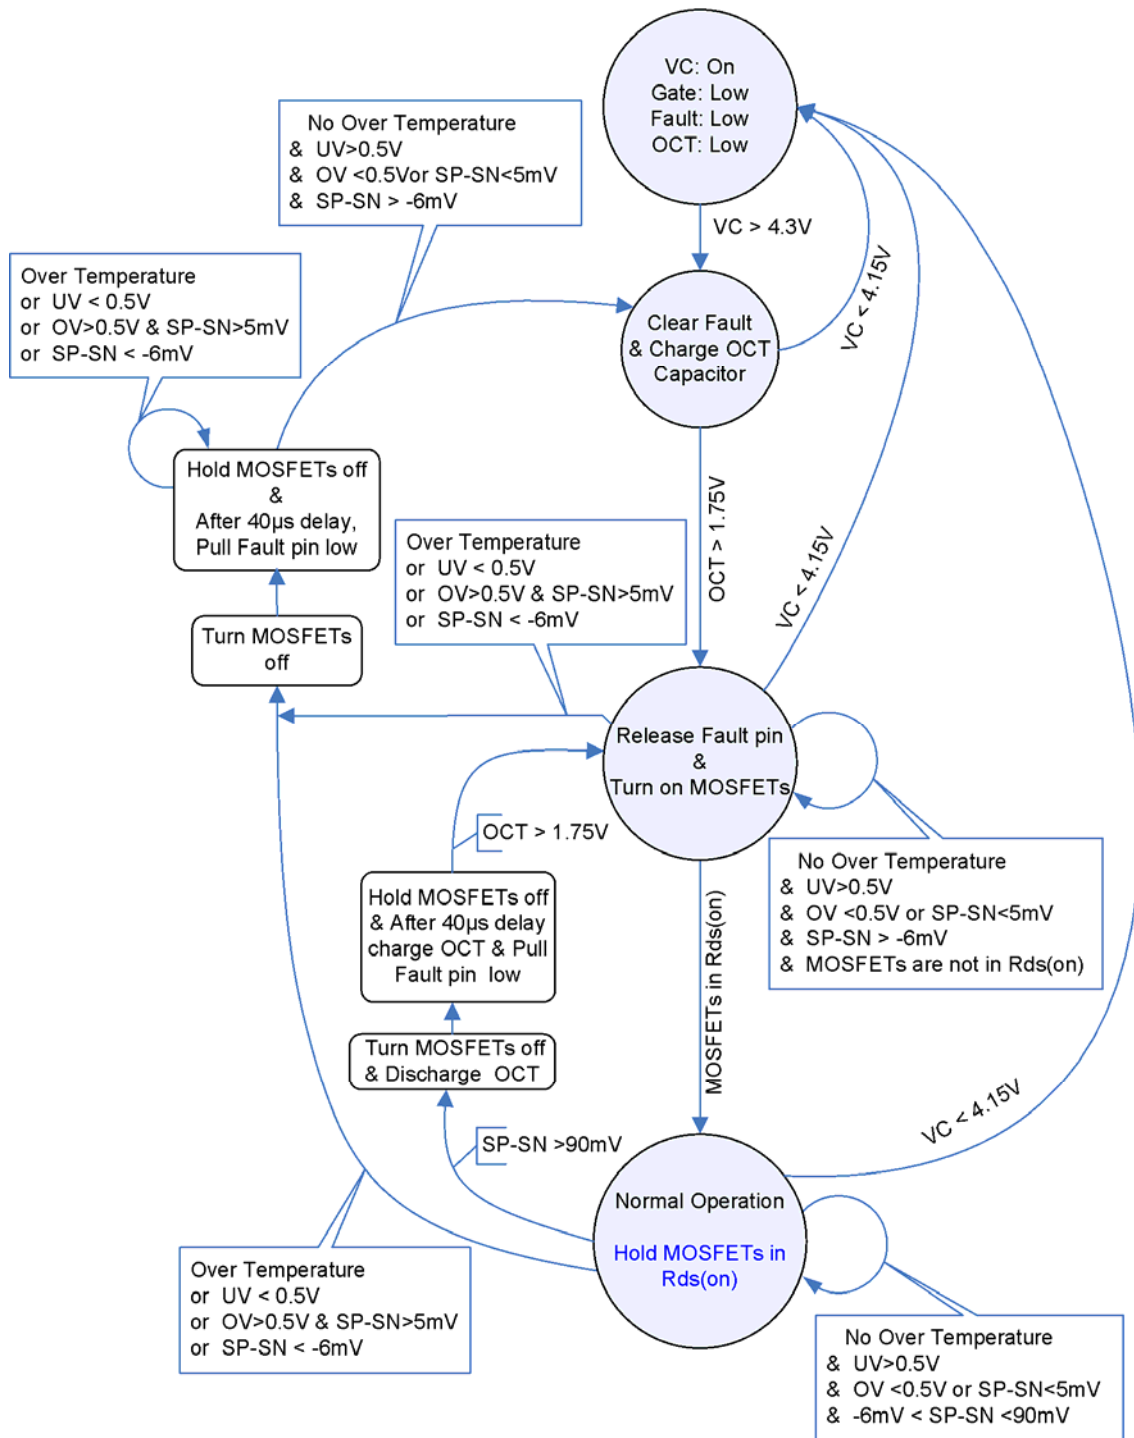 VC: On
Gate: Low
Fault: Low
OCT: Low
No Over Temperature
& UV>0.5V
& OV <0.5Vor SP-SN<5mV
& SP-SN > -6mV
VC > 4.3V
Over Temperature
or UV < 0.5V
or OV>0.5V & SP-SN>5mV
or SP-SN < -6mV
VC < 4.15V
Clear Fault
& Charge OCT
Capacitor
Hold MOSFETs off
&
After 40µs delay,
Pull Fault pin low
OCT > 1.75V
VC < 4.15V
Over Temperature
or UV < 0.5V
or OV>0.5V & SP-SN>5mV
or SP-SN < -6mV
Turn MOSFETs
off
Release Fault pin
&
Turn on MOSFETs
OCT > 1.75V
No Over Temperature
& UV>0.5V
& OV <0.5V or SP-SN<5mV
& SP-SN > -6mV
& MOSFETs are not in Rds(on)
Hold MOSFETs off
& After 40µs delay
charge OCT & Pull
Fault pin low
MOSFETs in Rds(on)
Turn MOSFETs off
& Discharge OCT
VC < 4.15V
SP-SN >90mV
Normal Operation
Hold MOSFETs in
Rds(on)
Over Temperature
or UV < 0.5V
or OV>0.5V & SP-SN>5mV
or SP-SN < -6mV
No Over Temperature
& UV>0.5V
& OV <0.5V or SP-SN<5mV
& -6mV < SP-SN <90mV